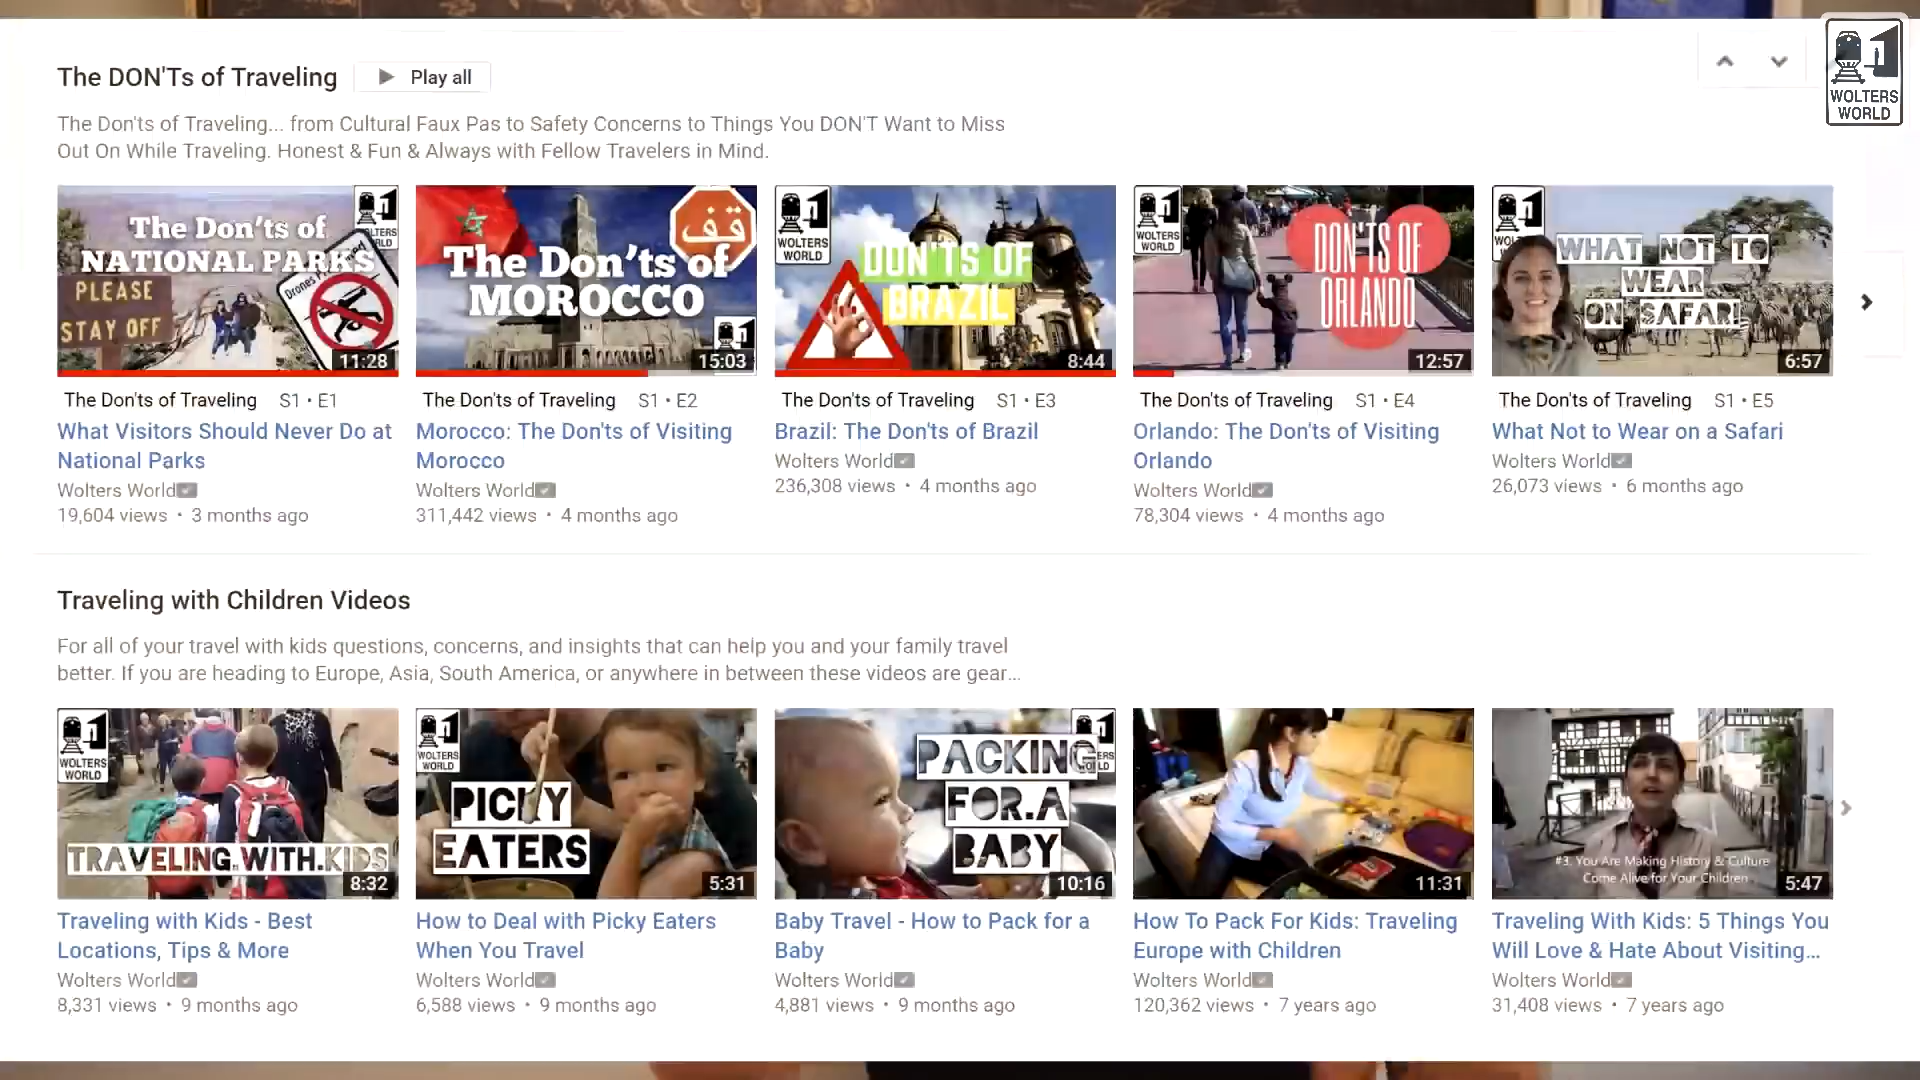 The DON'Ts of Traveling
Play all
WOLTERS
WORLD
The Don'ts of Traveling... from Cultural Faux Pas to Safety Concerns to Things You DON'T Want to Miss
Out On While Traveling. Honest & Fun & Always with Fellow Travelers in Mind.
The Don'ts of
NATIONAL PARKS
PLEASE
STAY OFF
Drones
WORLD
11:28
The Don'ts of
MOROCCO
قف
15:03
WOLTERS
WORLD
DON'TS OF
BRAZIL
8:44
WOLTERS
WORLD
DON'TS OF
ORLANDO
12:57
WHAT NOT TO
WEAR
ON SAFARI
6:57
The Don'ts of Traveling S1 • E1
What Visitors Should Never Do at
National Parks
Wolters World
19,604 views • 3 months ago
The Don'ts of Traveling S1 • E2
Morocco: The Don'ts of Visiting
Morocco
Wolters World
311,442 views • 4 months ago
The Don'ts of Traveling S1 • E3
Brazil: The Don'ts of Brazil
Wolters World
236,308 views • 4 months ago
The Don'ts of Traveling S1 • E4
Orlando: The Don'ts of Visiting
Orlando
Wolters World
78,304 views • 4 months ago
The Don'ts of Traveling S1 • E5
What Not to Wear on a Safari
Wolters World
26,073 views • 6 months ago
Traveling with Children Videos
For all of your travel with kids questions, concerns, and insights that can help you and your family travel
better. If you are heading to Europe, Asia, South America, or anywhere in between these videos are gear...
WOLTERS
WORLD
TRAVELING.WITH.KIDS
8:32
WOLTERS
WORLD
PICKY
EATERS
5:31
PACKING
FOR.A
BABY
10:16
11:31
#3. You Are Making History & Culture
Come Alive for Your Children
5:47
Traveling with Kids - Best
Locations, Tips & More
Wolters World
8,331 views • 9 months ago
How to Deal with Picky Eaters
When You Travel
Wolters World
6,588 views • 9 months ago
Baby Travel - How to Pack for a
Baby
Wolters World
4,881 views • 9 months ago
How To Pack For Kids: Traveling
Europe with Children
Wolters World
120,362 views • 7 years ago
Traveling With Kids: 5 Things You
Will Love & Hate About Visiting...
Wolters World
31,408 views • 7 years ago